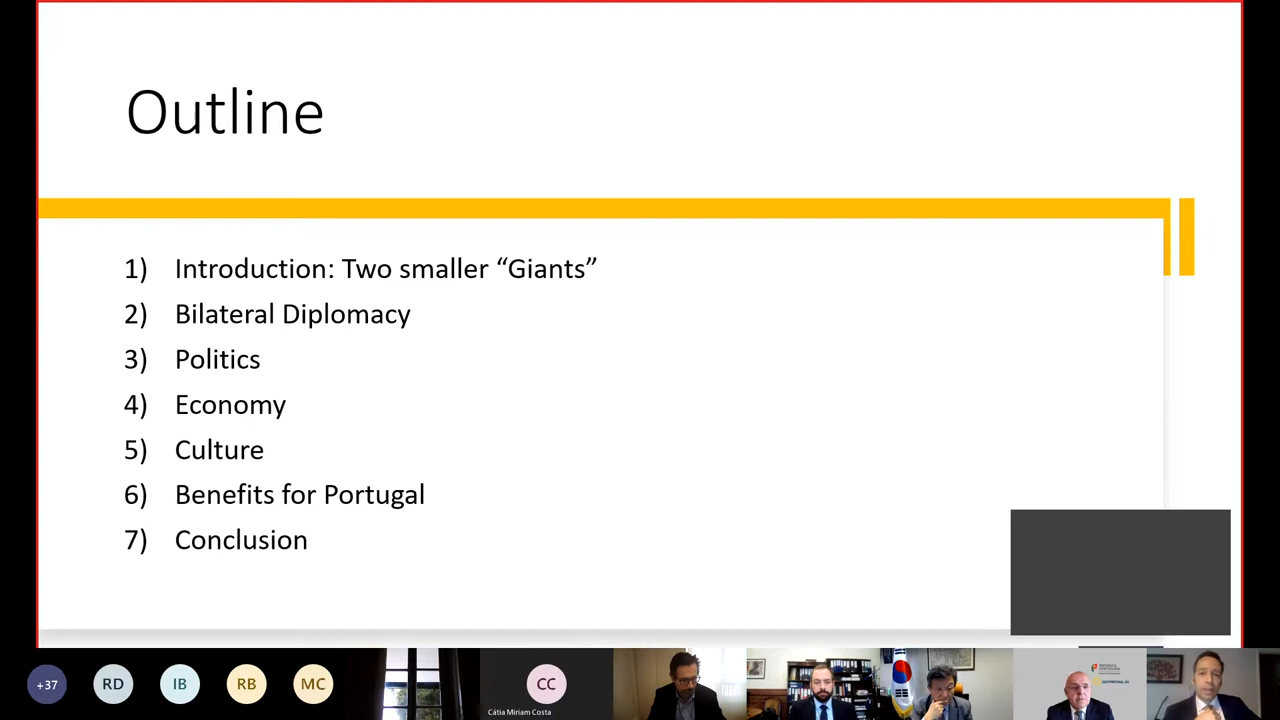 Outline
1) Introduction: Two smaller “Giants”
2) Bilateral Diplomacy
3) Politics
4) Economy
5) Culture
6) Benefits for Portugal
7) Conclusion
+37
RD
IB
RB
MC
CC
Cátia Miriam Costa